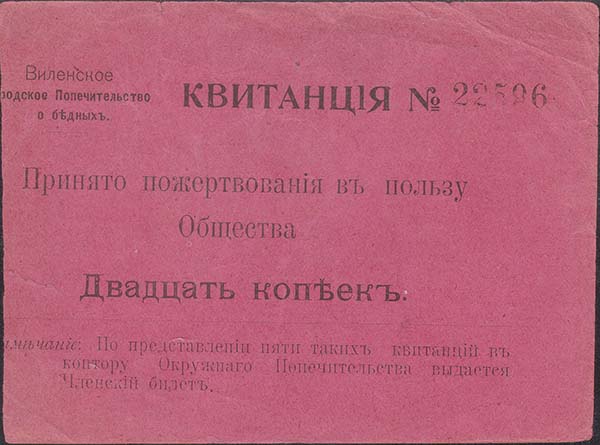 Виленское
родское Попечительство
о бѣдныхъ.
КВИТАНЦІЯ № 22596
Принято пожертвованія въ пользу
Общества
Двадцать копѣекъ.
имѣчаніе: По представленіи пяти такихъ квитанцій въ
контору Окружнаго Попечительства выдается
Членскій билетъ.